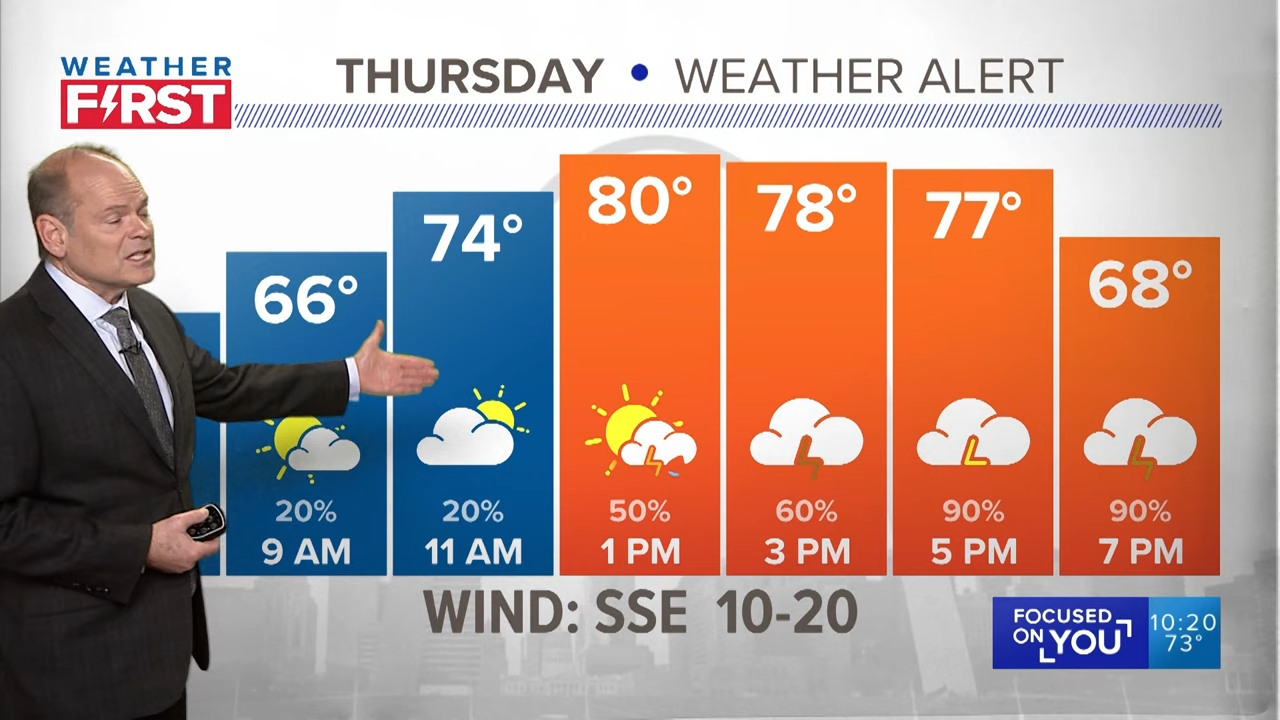 WEATHER
FIRST
THURSDAY • WEATHER ALERT
66° 74° 80° 78° 77° 68°
20% 20% 50% 60% 90% 90%
9 AM 11 AM 1 PM 3 PM 5 PM 7 PM
WIND: SSE 10-20
FOCUSED
ON YOU
10:20
73°